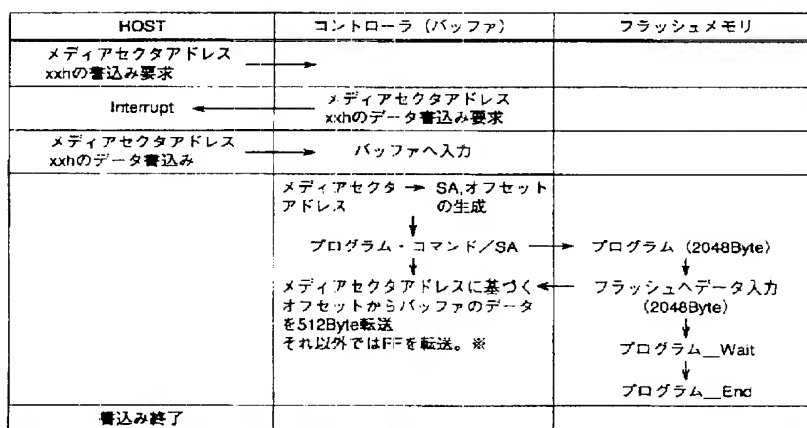 HOST
コントローラ（バッファ）
フラッシュメモリ
メディアセクタアドレス
xxhの書込み要求
Interrupt
メディアセクタアドレス
xxhのデータ書込み要求
メディアセクタアドレス
xxhのデータ書込み
バッファへ入力
メディアセクタ → SA,オフセット
アドレス の生成
プログラム・コマンド／SA
プログラム（2048Byte）
メディアセクタアドレスに基づく
オフセットからバッファのデータ
を512Byte転送
それ以外ではFFを転送。※
フラッシュへデータ入力
(2048Byte)
プログラム__Wait
プログラム__End
書込み終了